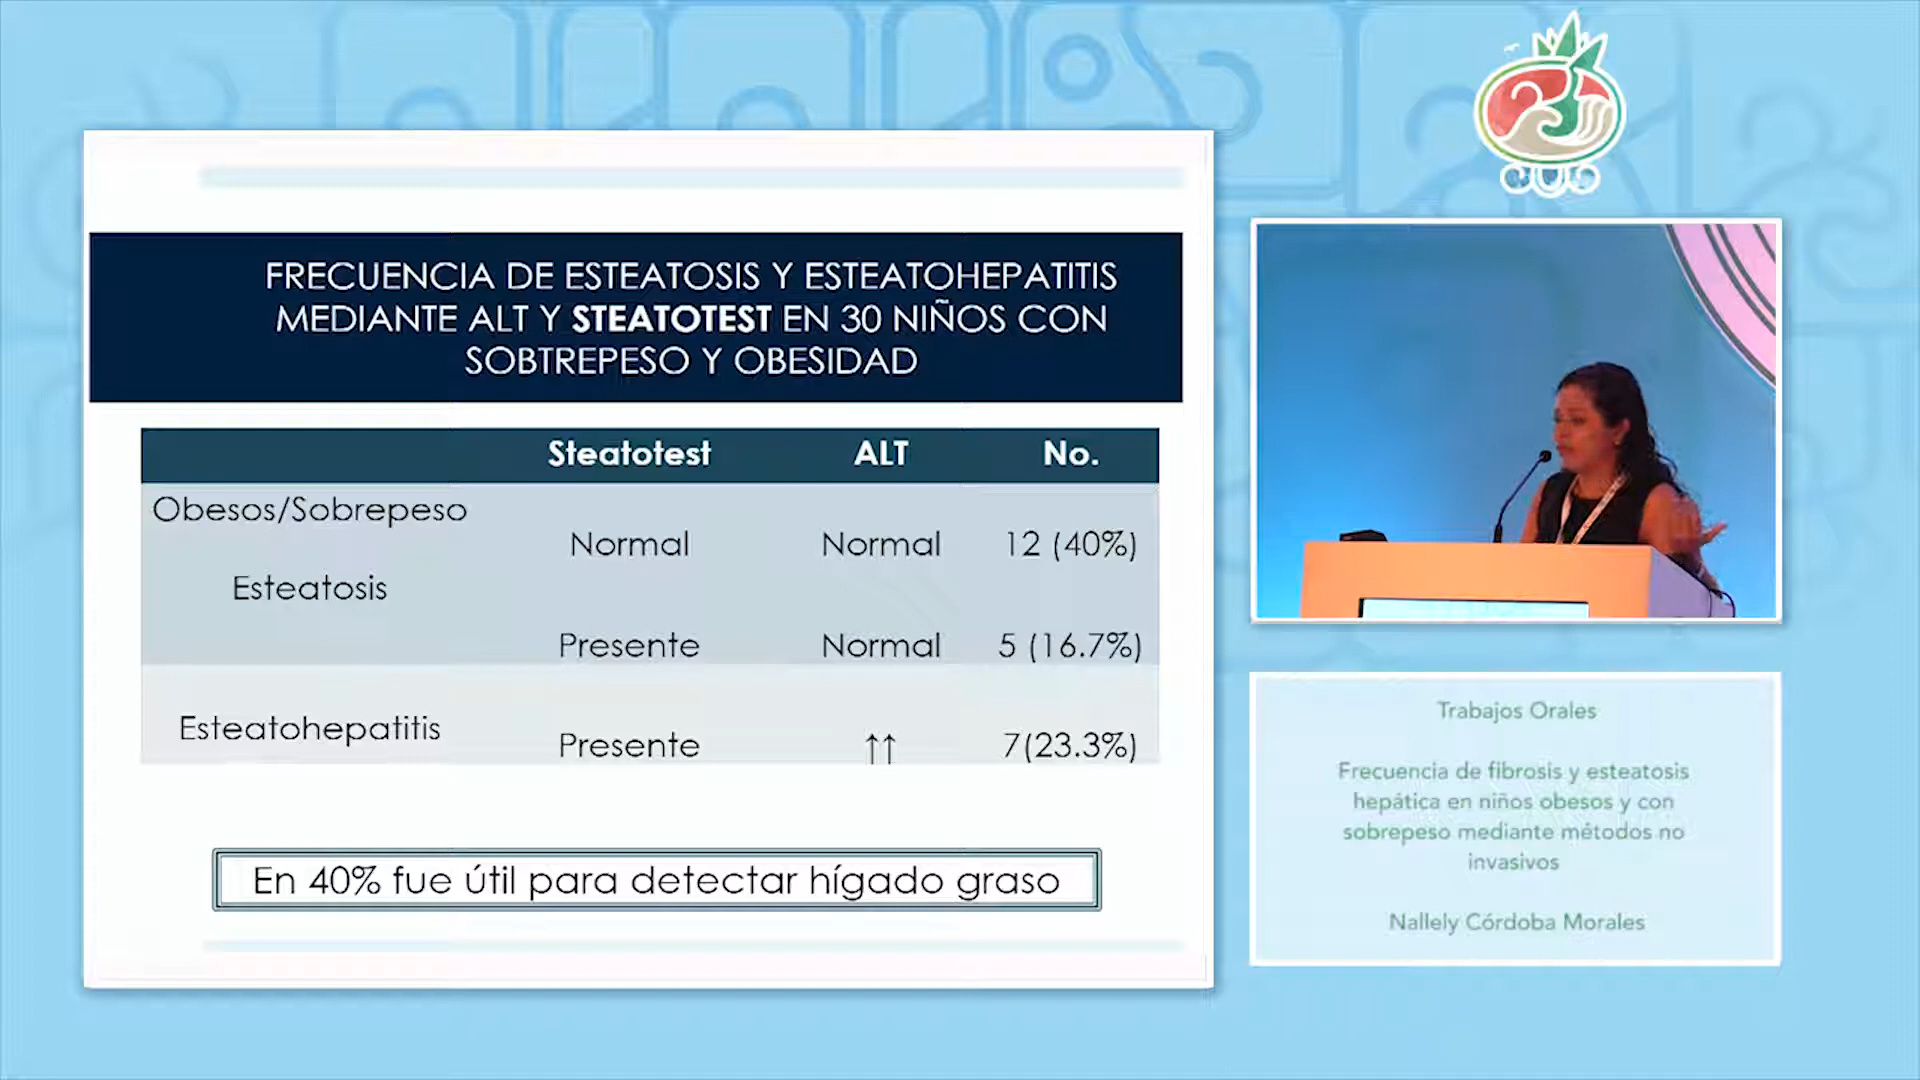 FRECUENCIA DE ESTEATOSIS Y ESTEATOHEPATITIS
MEDIANTE ALT Y STEATOTEST EN 30 NIÑOS CON
SOBTREPESO Y OBESIDAD
Steatotest ALT No.
Obesos/Sobrepeso
Normal Normal 12 (40%)
Esteatosis
Presente Normal 5 (16.7%)
Esteatohepatitis
Presente ↑↑ 7(23.3%)
En 40% fue útil para detectar hígado graso
Trabajos Orales
Frecuencia de fibrosis y esteatosis
hepática en niños obesos y con
sobrepeso mediante métodos no
invasivos
Nallely Córdoba Morales